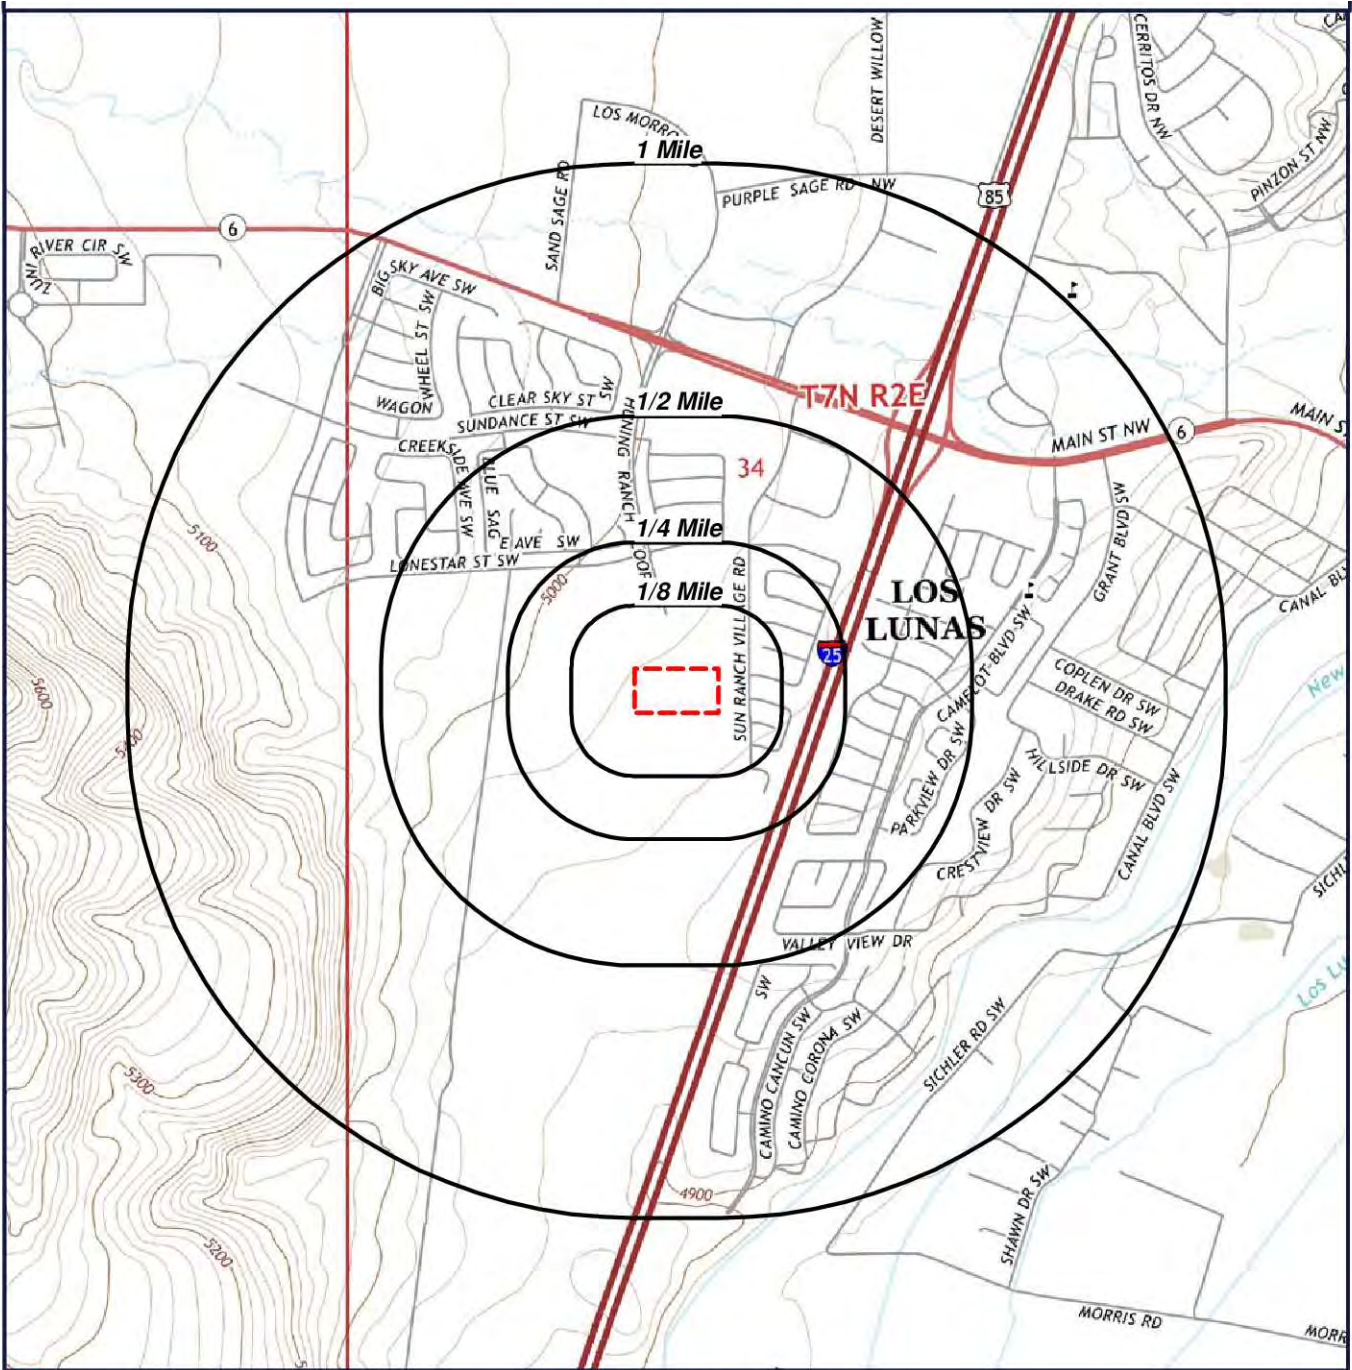 CERRITOS DR NW
DESERT WILLOW
LOS MORRO
1 Mile
PINZON ST NW
SAND SAGE RD
PURPLE SAGE RD NW
85
6
ZUNI RIVER CIR SW
BIG SKY AVE SW
WAGON WHEEL ST SW
CLEAR SKY ST SW
1/2 Mile
T7N R2E
MAIN ST NW
6
MAIN S
SUNDANCE ST SW
CREEKSIDE AVE SW
BLUE SAGE AVE SW
HUNING RANCH
34
GRANT BLVD SW
5100
LONESTAR ST SW
1/4 Mile
LOOP
5000
1/8 Mile
SUN RANCH VILLAGE RD
LOS
LUNAS
25
CANAL BL
CAMELOT BLVD SW
COPLEN DR SW
DRAKE RD SW
New
5600
PARKVIEW DR SW
HILLSIDE DR SW
CRESTVIEW DR SW
CANAL BLVD SW
SICHL
VALLEY VIEW DR
SW
Los Lu
CAMINO CANCUN SW
CAMINO CORONA SW
SICHLER RD SW
5300
4900
SHAWN DR SW
5200
MORRIS RD
MORR